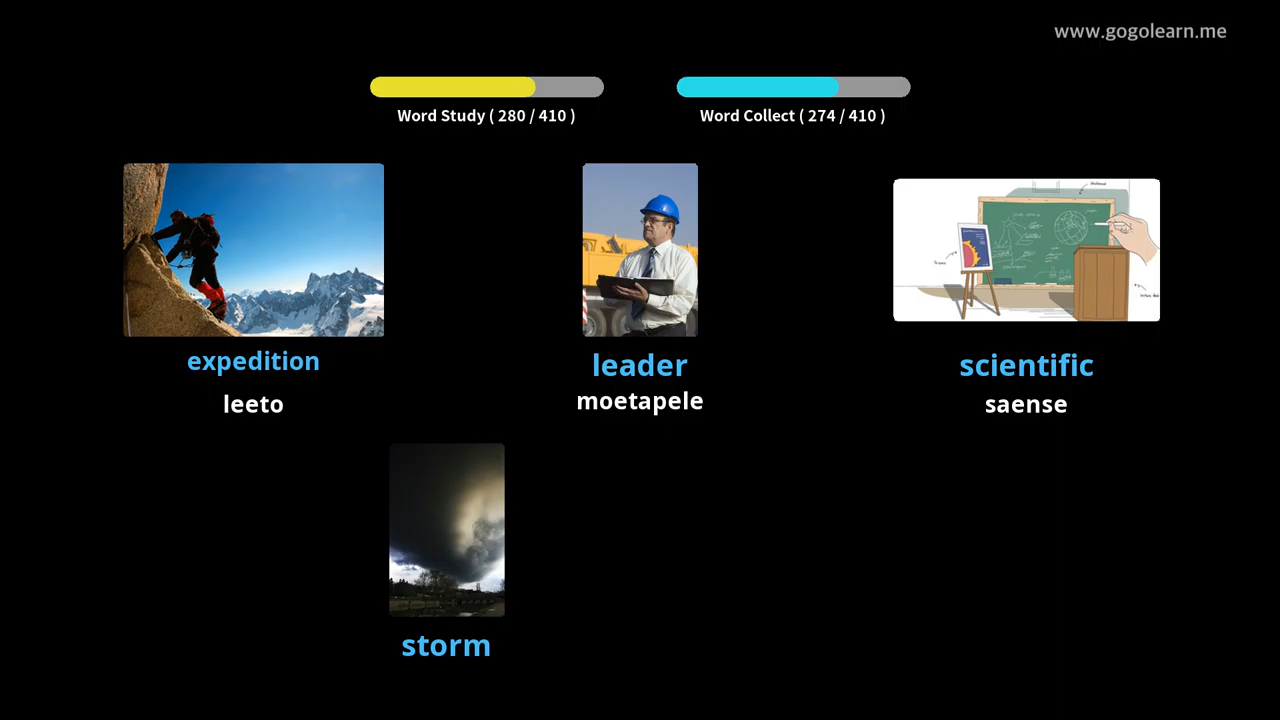 www.gogolearn.me
Word Study ( 280 / 410 )
Word Collect ( 274 / 410 )
expedition
leader
scientific
leeto
moetapele
saense
storm